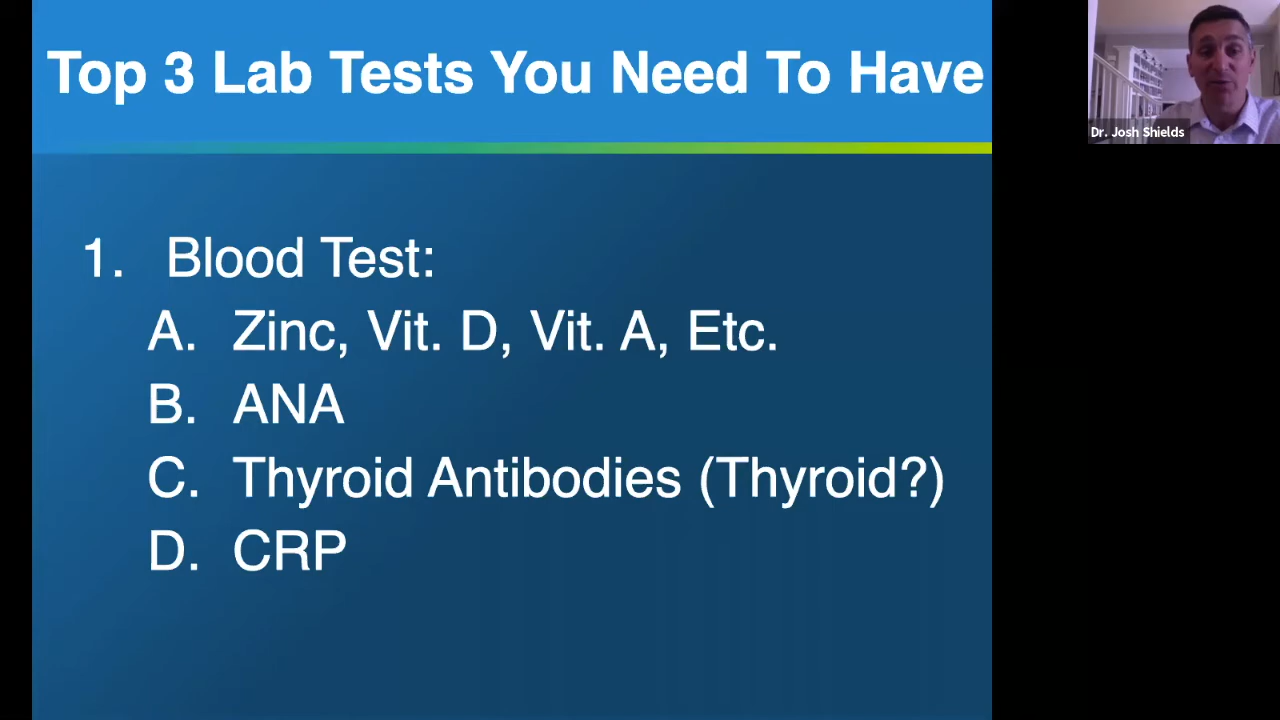 Top 3 Lab Tests You Need To Have
Dr. Josh Shields
1. Blood Test:
A. Zinc, Vit. D, Vit. A, Etc.
B. ANA
C. Thyroid Antibodies (Thyroid?)
D. CRP